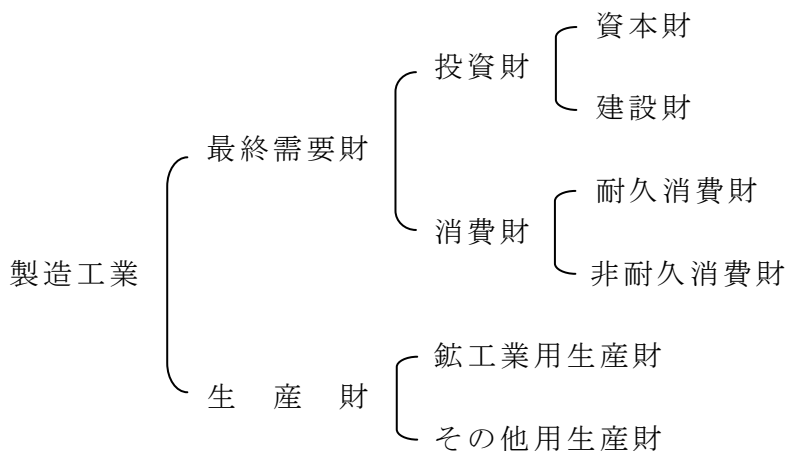 資本財
投資財
建設財
最終需要財
耐久消費財
消費財
非耐久消費財
製造工業
鉱工業用生産財
生　産　財
その他用生産財